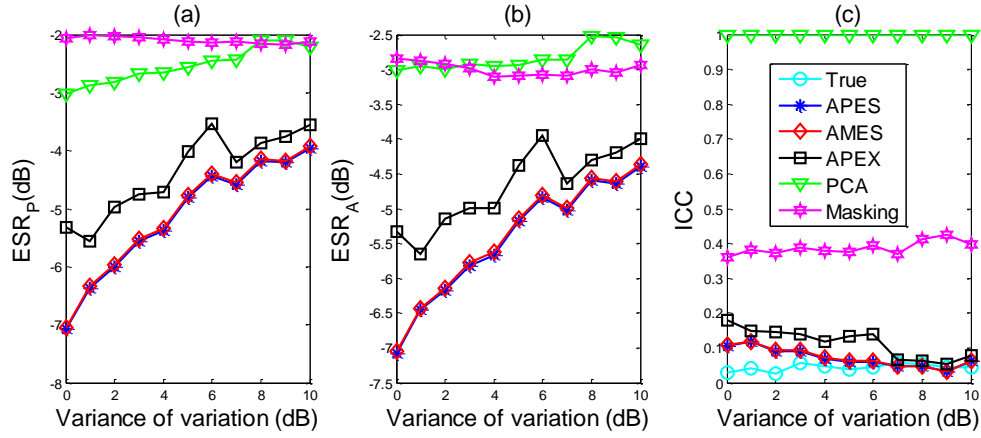 (a)
-2
-3
-4
-5
-6
-7
-8
0 2 4 6 8 10
ESR_P(dB)
Variance of variation (dB)
(b)
-2.5
-3
-3.5
-4
-4.5
-5
-5.5
-6
-6.5
-7
-7.5
0 2 4 6 8 10
ESR_A(dB)
Variance of variation (dB)
(c)
1
0.9
0.8
0.7
0.6
0.5
0.4
0.3
0.2
0.1
0
0 2 4 6 8 10
ICC
Variance of variation (dB)
True
APES
AMES
APEX
PCA
Masking